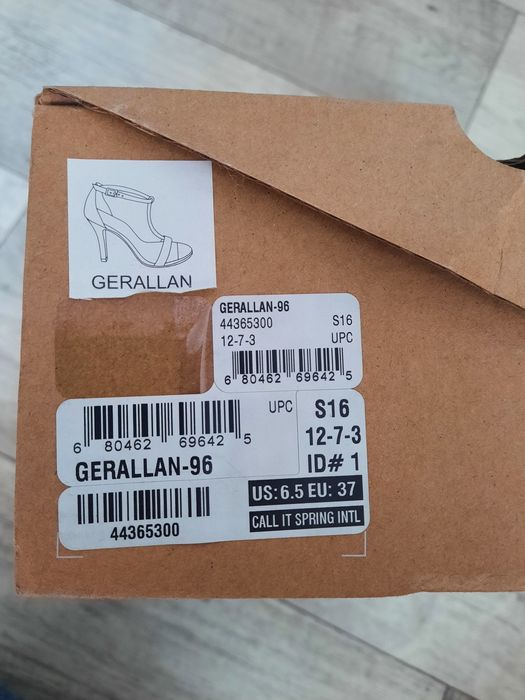 GERALLAN
GERALLAN-96
44365300 S16
12-7-3 UPC
6 80462 69642 5
UPC
6 80462 69642 5
GERALLAN-96
S16
12-7-3
ID# 1
44365300
US: 6.5 EU: 37
CALL IT SPRING INTL